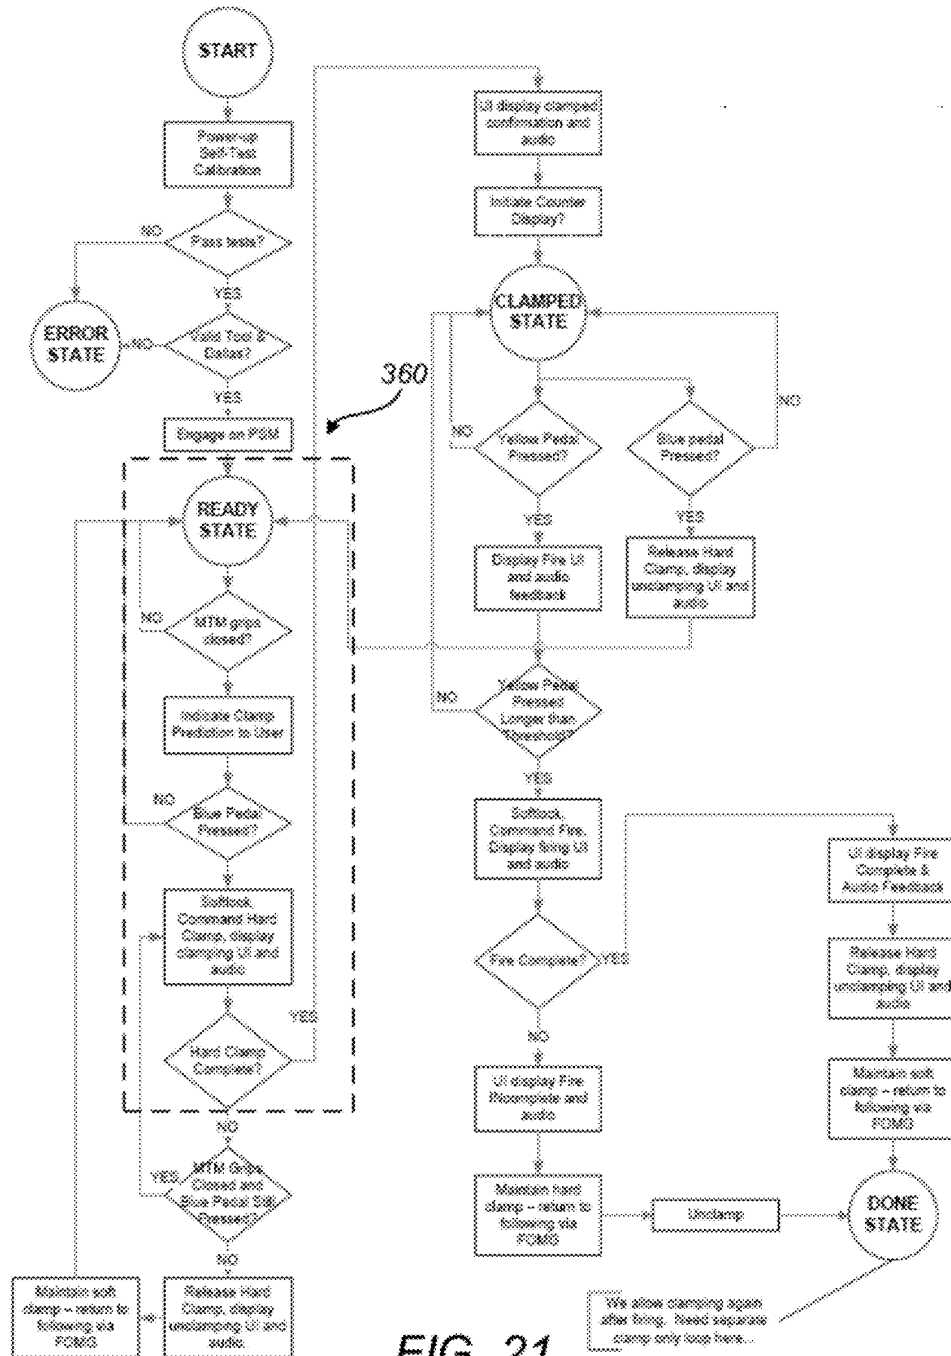 START
Power-up
Self-Test
Calibration
NO
Pass tests?
YES
ERROR
STATE
NO
Valid Tool &
YES
Engage on PSM
360
READY
STATE
NO
MTM grips
closed?
Indicate Clamp
Prediction to User
NO
Blue Pedal
Pressed?
Softlock,
Command Hard
Clamp, display
clamping UI and
audio
YES
Hard Clamp
Complete?
NO
YES
MTM Grips
Closed and
Blue Pedal Still
Pressed?
NO
Maintain soft
clamp – return to
following via
FOMG
Release Hard
Clamp, display
unclamping UI and
audio.
UI display clamped
confirmation and
audio
Initiate Counter
Display?
CLAMPED
STATE
NO
Yellow Pedal
Pressed?
Blue pedal
Pressed?
NO
YES
YES
Display Fire UI
and audio
feedback
Release Hard
Clamp, display
unclamping UI and
audio
NO
Yellow Pedal
Pressed
Longer than
Threshold?
YES
Softlock,
Command Fire,
Display firing UI
and audio
Fire Complete?
YES
NO
UI display Fire
Incomplete and
audio
Maintain hard
clamp – return to
following via
FOMG
Unclamp
UI display Fire
Complete &
Audio Feedback
Release Hard
Clamp, display
unclamping UI and
audio
Maintain soft
clamp – return to
following via
FOMG
DONE
STATE
We allow clamping again
after firing. Need separate
clamp only loop here...
FIG. 21